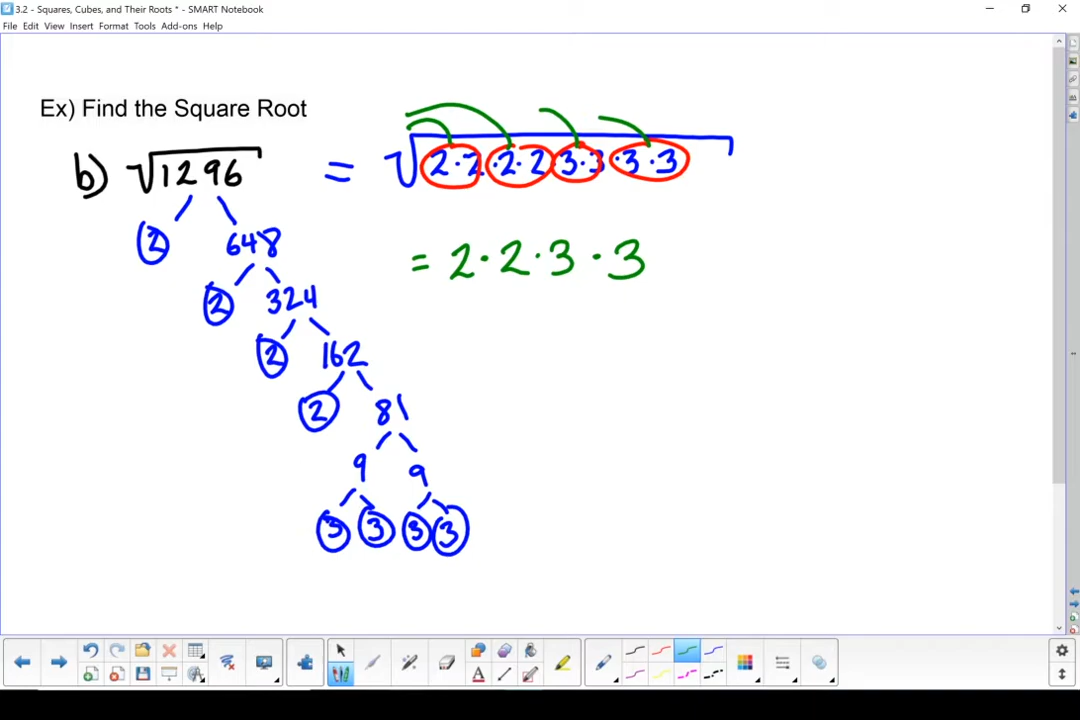 3.2 - Squares, Cubes, and Their Roots * - SMART Notebook
File Edit View Insert Format Tools Add-ons Help
Ex) Find the Square Root
b) √1296 = √2·2·2·2·3·3·3·3
2 648 = 2·2·3·3
2 324
2 162
2 81
9 9
3 3 3 3